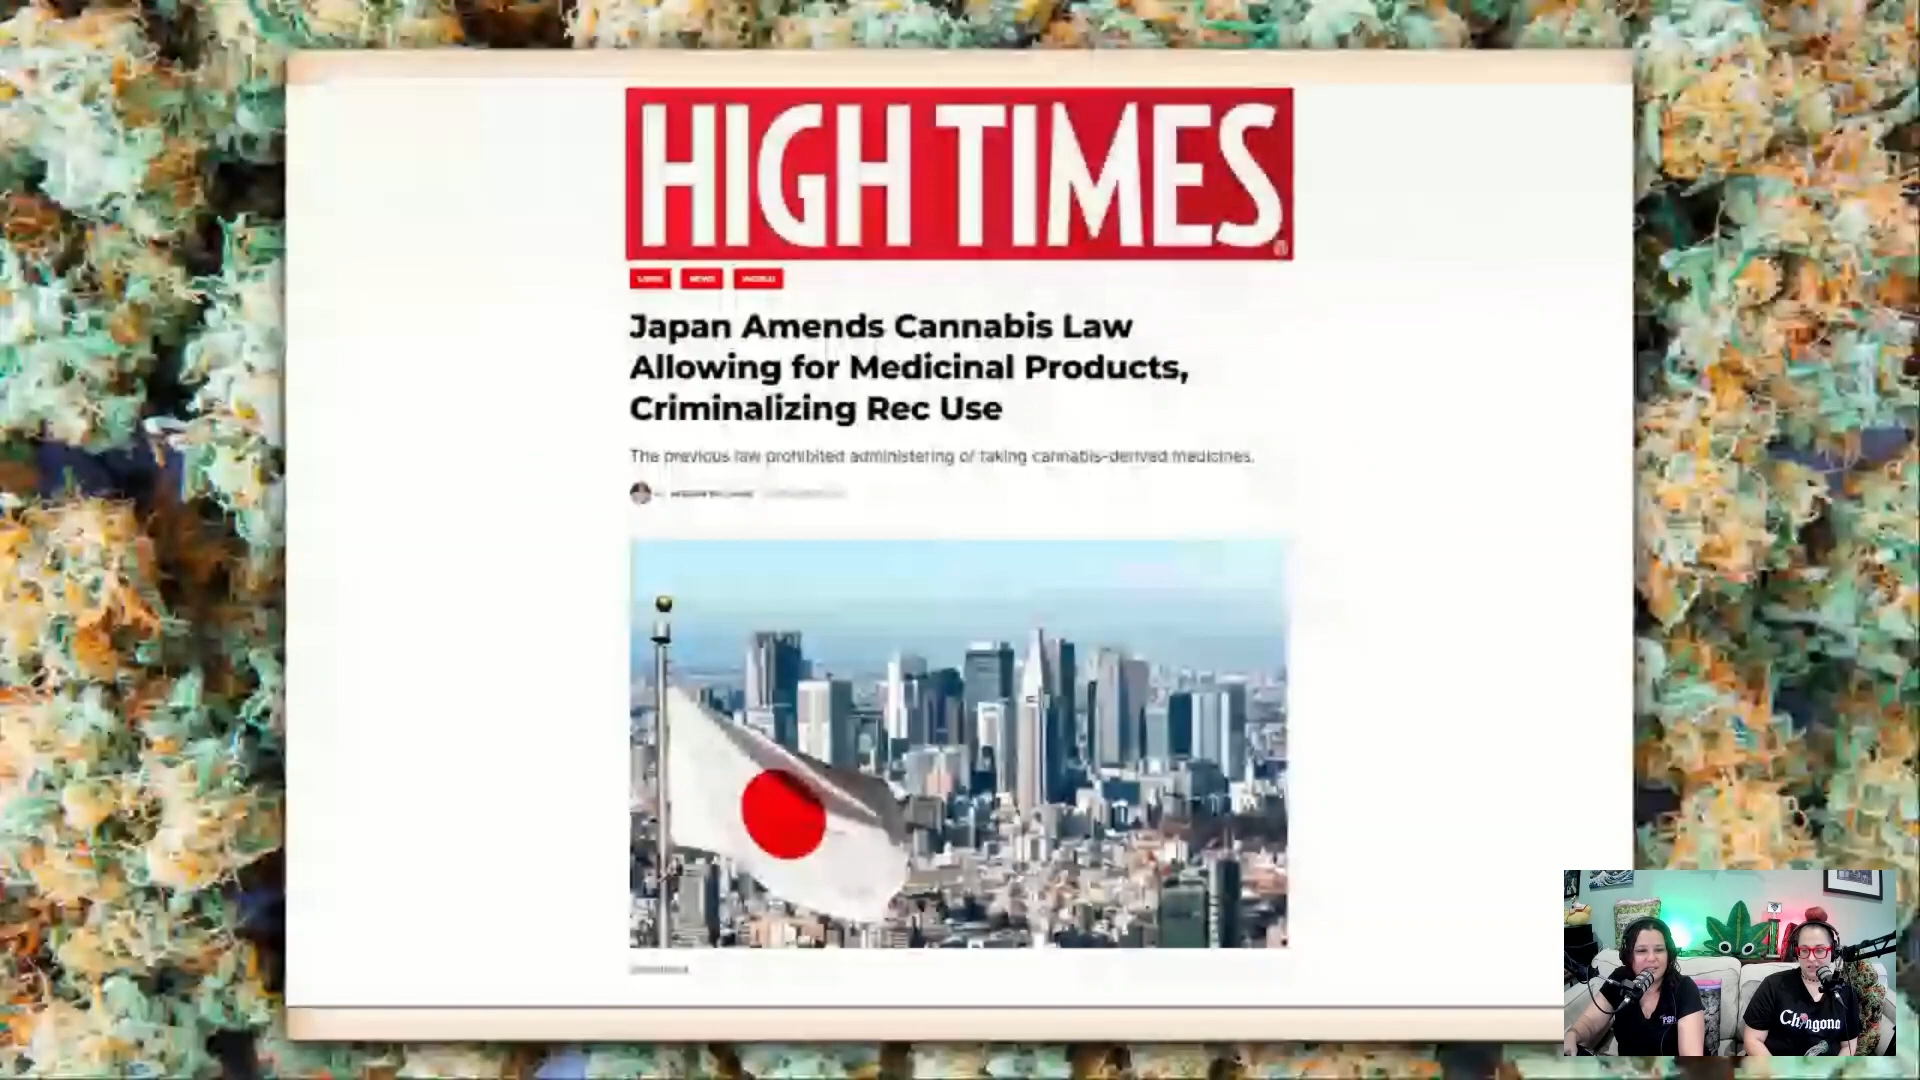 HIGH TIMES
NEWS
Japan Amends Cannabis Law
Allowing for Medicinal Products,
Criminalizing Rec Use
The previous law prohibited administering or taking cannabis-derived medicines.
Chingona